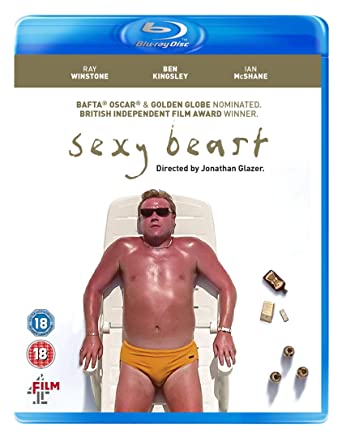 Blu-ray Disc
RAY
WINSTONE
BEN
KINGSLEY
IAN
McSHANE
BAFTA® OSCAR® & GOLDEN GLOBE NOMINATED.
BRITISH INDEPENDENT FILM AWARD WINNER.
sexy beast
Directed by Jonathan Glazer.
18
18
FILM